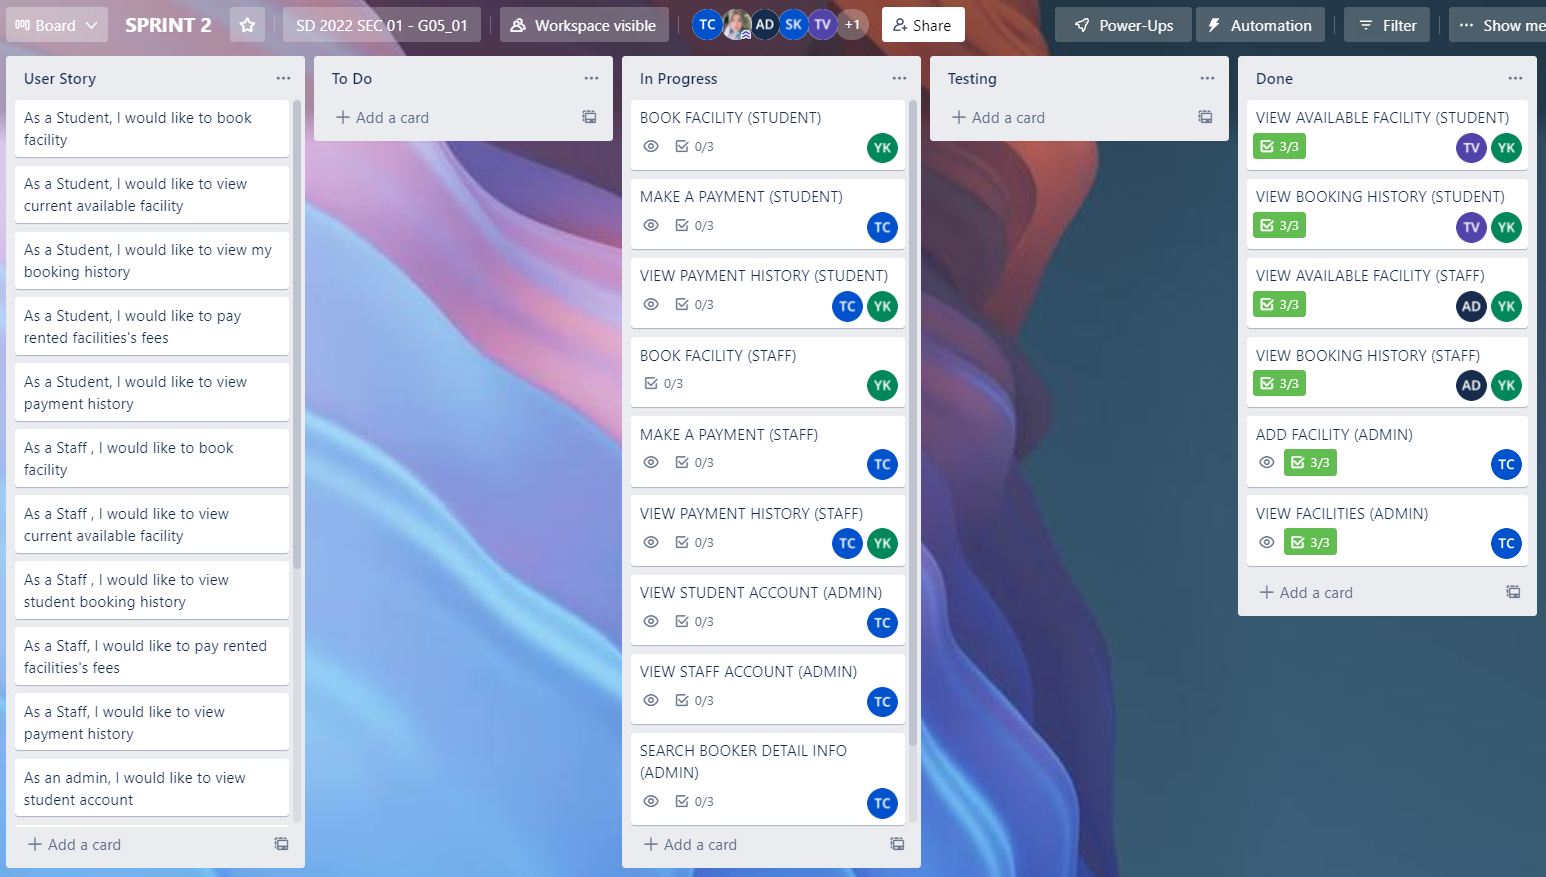 Board
SPRINT 2
SD 2022 SEC 01 - G05_01
Workspace visible
TC
AD
SK
TV
+1
Share
Power-Ups
Automation
Filter
Show me
User Story
As a Student, I would like to book
facility
As a Student, I would like to view
current available facility
As a Student, I would like to view my
booking history
As a Student, I would like to pay
rented facilities's fees
As a Student, I would like to view
payment history
As a Staff , I would like to book
facility
As a Staff , I would like to view
current available facility
As a Staff , I would like to view
student booking history
As a Staff, I would like to pay rented
facilities's fees
As a Staff, I would like to view
payment history
As an admin, I would like to view
student account
Add a card
To Do
Add a card
In Progress
BOOK FACILITY (STUDENT)
0/3
YK
MAKE A PAYMENT (STUDENT)
0/3
TC
VIEW PAYMENT HISTORY (STUDENT)
0/3
TC YK
BOOK FACILITY (STAFF)
0/3
YK
MAKE A PAYMENT (STAFF)
0/3
TC
VIEW PAYMENT HISTORY (STAFF)
0/3
TC YK
VIEW STUDENT ACCOUNT (ADMIN)
0/3
TC
VIEW STAFF ACCOUNT (ADMIN)
0/3
TC
SEARCH BOOKER DETAIL INFO
(ADMIN)
0/3
TC
Add a card
Testing
Add a card
Done
VIEW AVAILABLE FACILITY (STUDENT)
3/3
TV YK
VIEW BOOKING HISTORY (STUDENT)
3/3
TV YK
VIEW AVAILABLE FACILITY (STAFF)
3/3
AD YK
VIEW BOOKING HISTORY (STAFF)
3/3
AD YK
ADD FACILITY (ADMIN)
3/3
TC
VIEW FACILITIES (ADMIN)
3/3
TC
Add a card